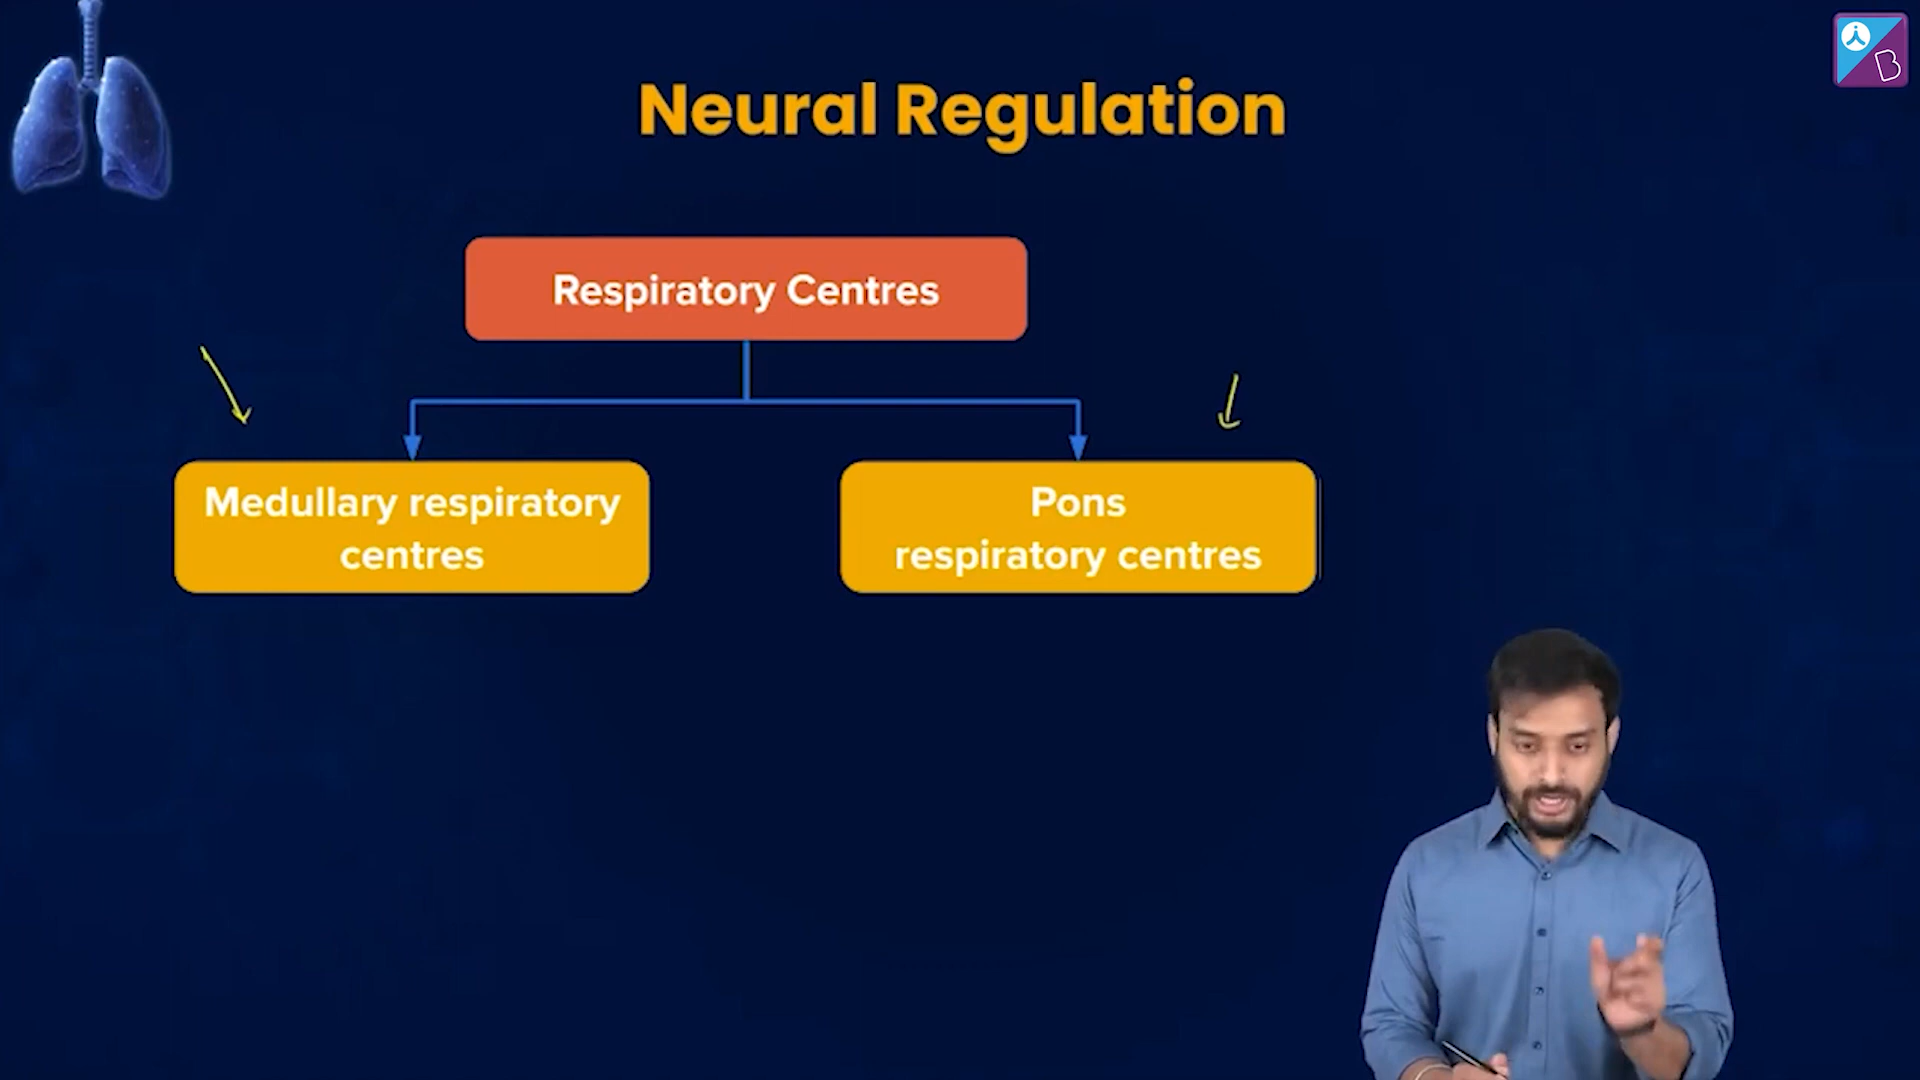 Neural Regulation
Respiratory Centres
Medullary respiratory
centres
Pons
respiratory centres
B